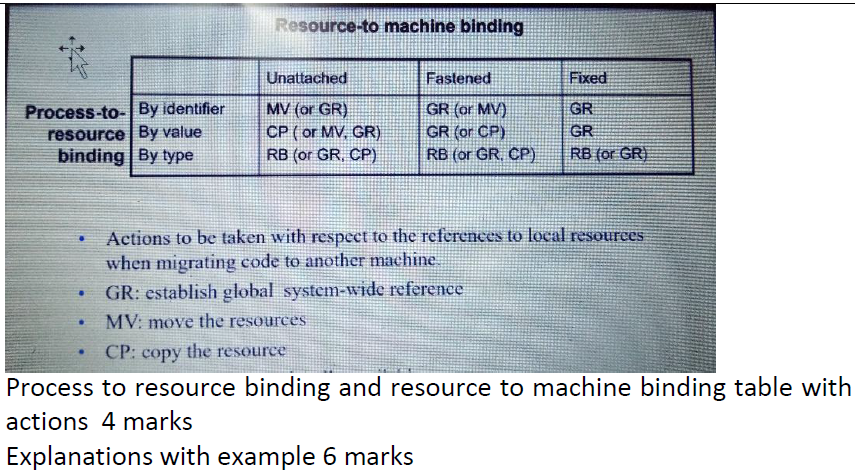 Resource-to machine binding
Unattached Fastened Fixed
Process-to- By identifier MV (or GR) GR (or MV) GR
resource By value CP ( or MV, GR) GR (or CP) GR
binding By type RB (or GR, CP) RB (or GR, CP) RB (or GR)
• Actions to be taken with respect to the references to local resources
when migrating code to another machine.
• GR: establish global system-wide reference
• MV: move the resources
• CP: copy the resource
Process to resource binding and resource to machine binding table with
actions 4 marks
Explanations with example 6 marks